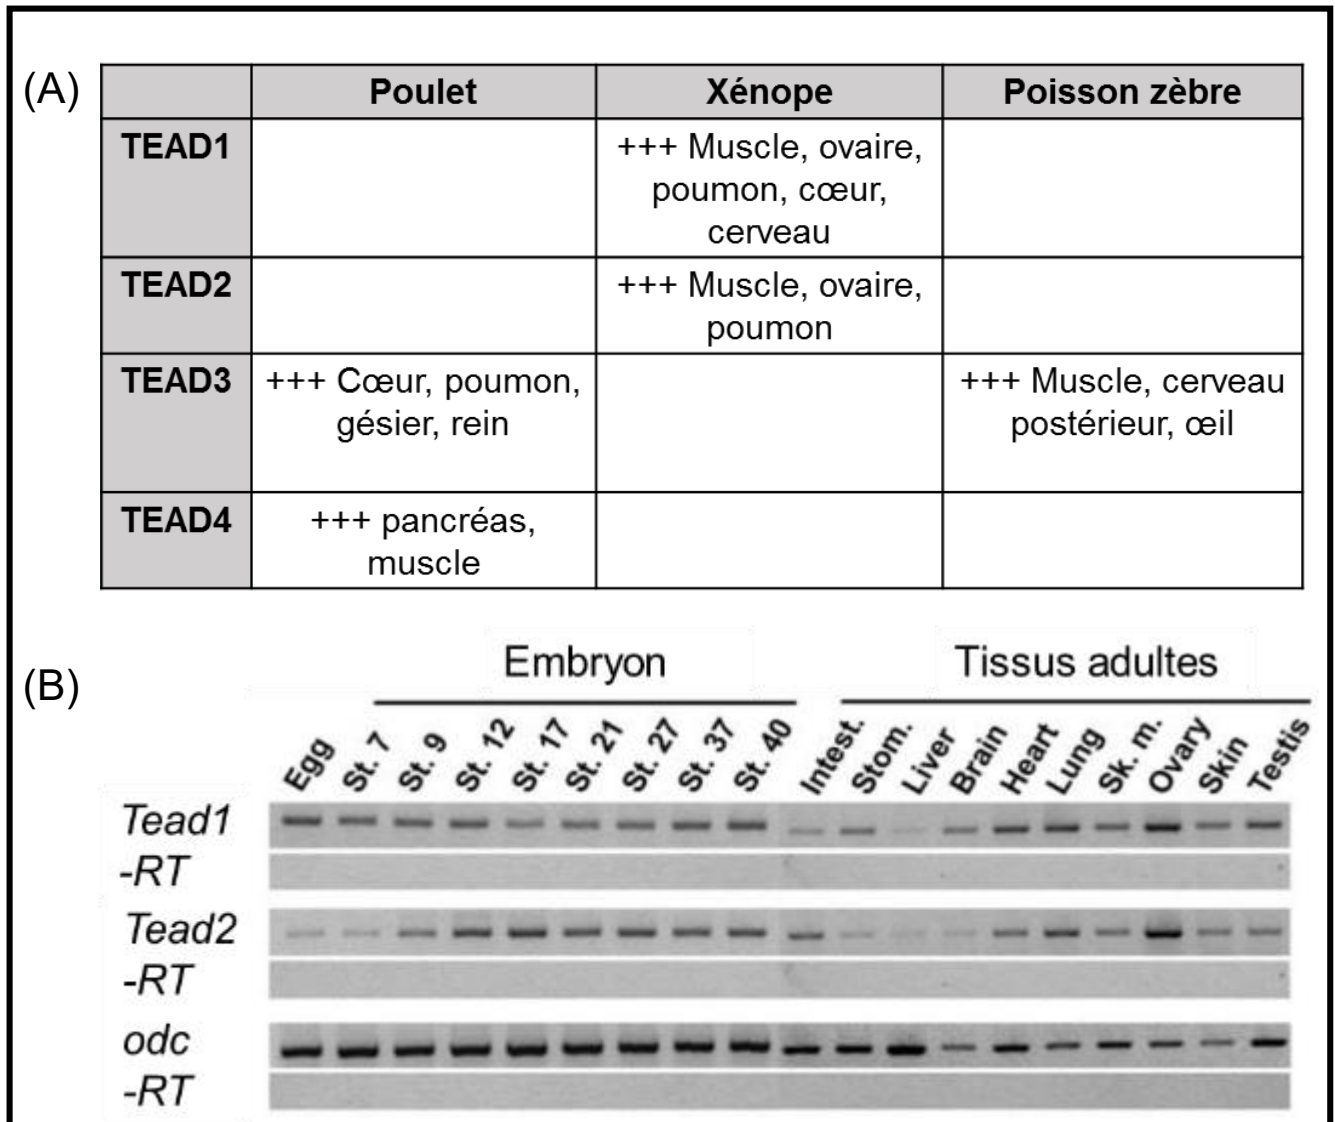 (A)
Poulet Xénope Poisson zèbre
TEAD1 +++ Muscle, ovaire,
poumon, cœur,
cerveau
TEAD2 +++ Muscle, ovaire,
poumon
TEAD3 +++ Cœur, poumon, +++ Muscle, cerveau
gésier, rein postérieur, œil
TEAD4 +++ pancréas,
muscle
(B)
Embryon Tissus adultes
Egg St. 7 St. 9 St. 12 St. 17 St. 21 St. 27 St. 37 St. 40 Intest. Stom. Liver Brain Heart Lung Sk. m. Ovary Skin Testis
Tead1
-RT
Tead2
-RT
odc
-RT